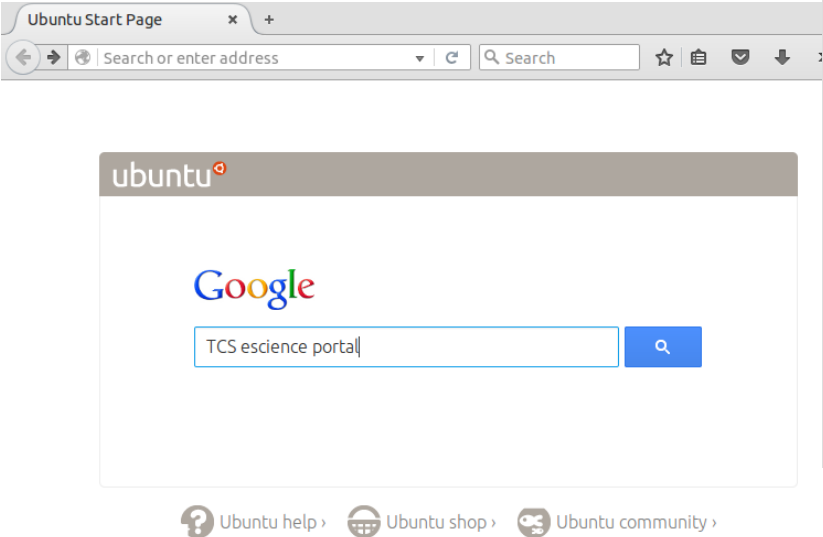 Ubuntu Start Page
Search or enter address
Search
ubuntu
Google
TCS escience portal
Ubuntu help ›
Ubuntu shop ›
Ubuntu community ›